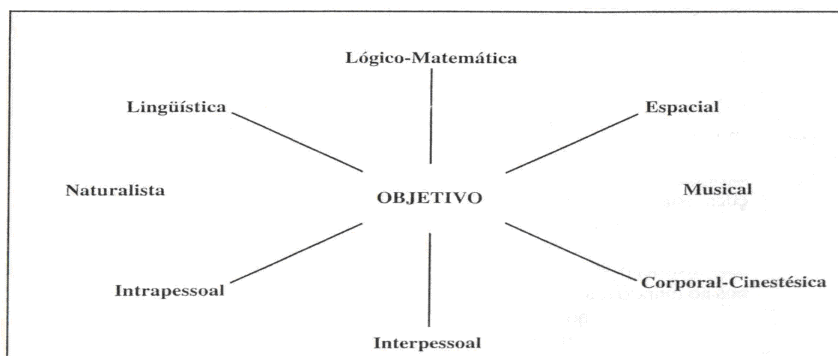 Lógico-Matemática
Lingüística
Espacial
Naturalista
OBJETIVO
Musical
Intrapessoal
Corporal-Cinestésica
Interpessoal